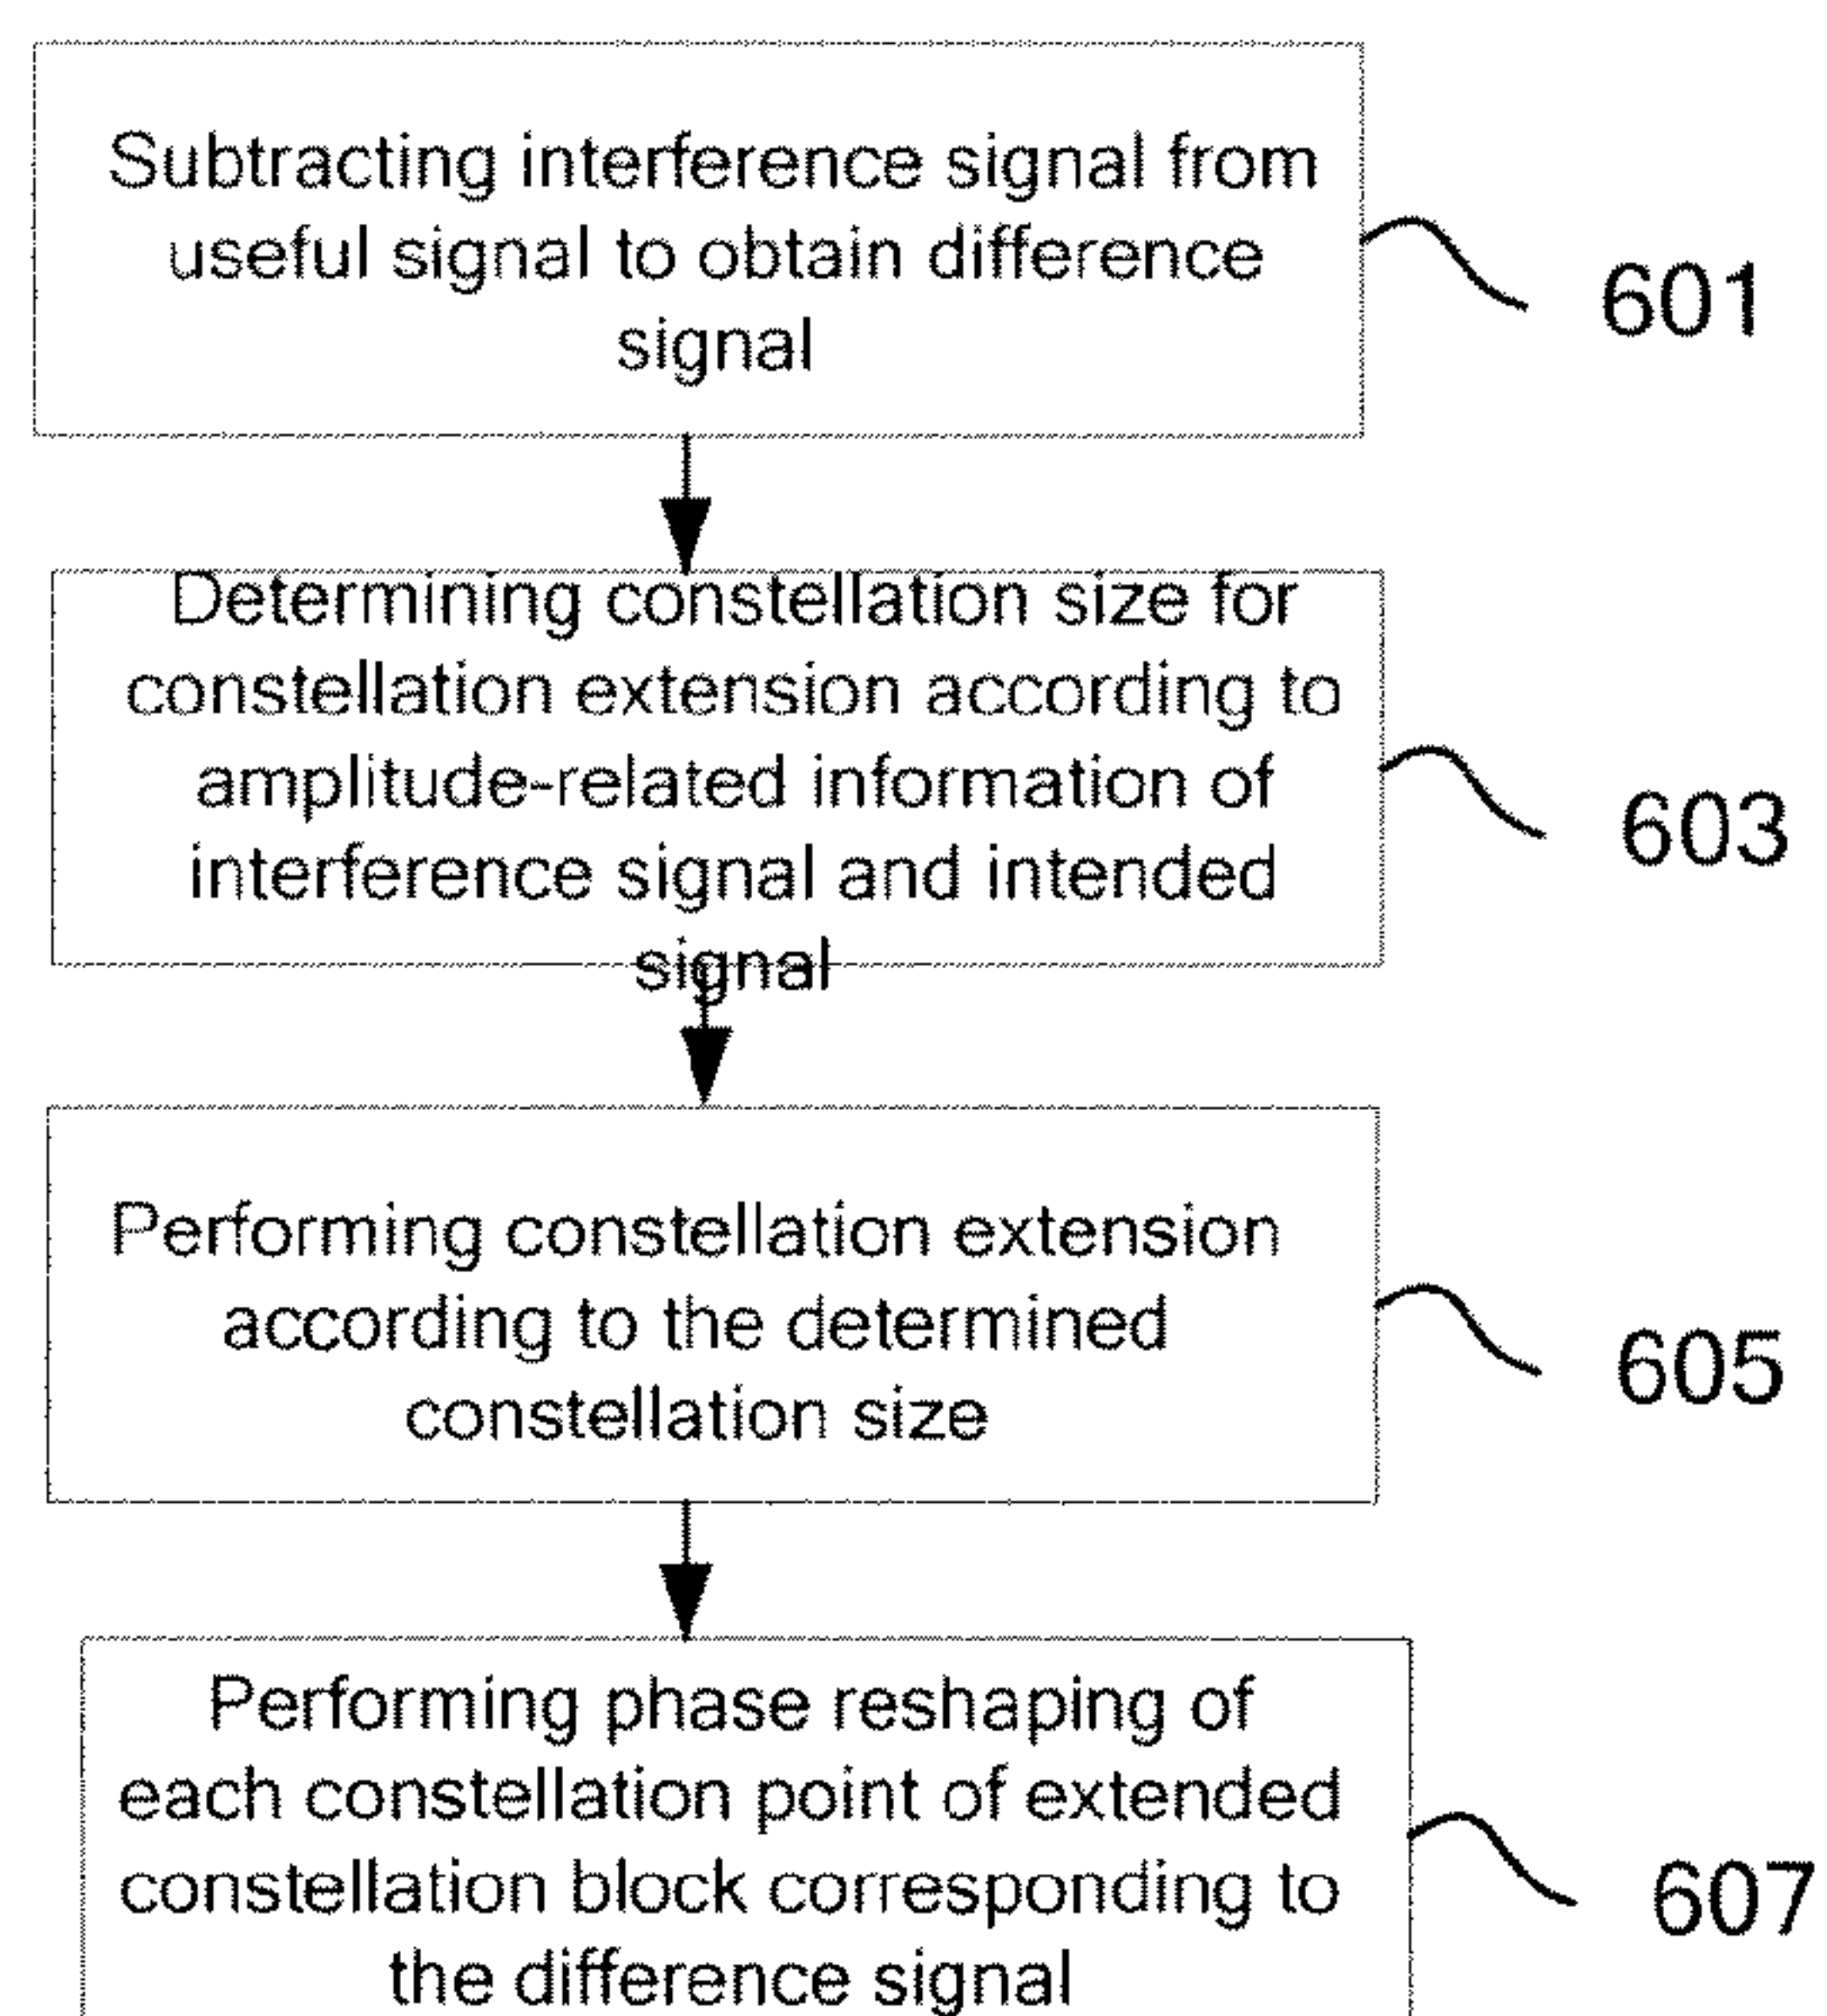 Subtracting interference signal from
useful signal to obtain difference
signal
601
Determining constellation size for
constellation extension according to
amplitude-related information of
interference signal and intended
signal
603
Performing constellation extension
according to the determined
constellation size
605
Performing phase reshaping of
each constellation point of extended
constellation block corresponding to
the difference signal
607